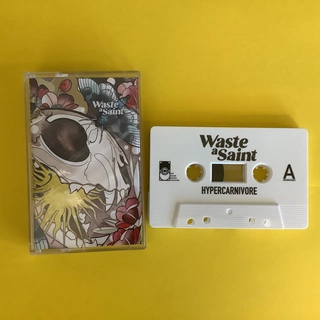 Waste
a Saint
Waste
a Saint
A
HYPERCARNIVORE